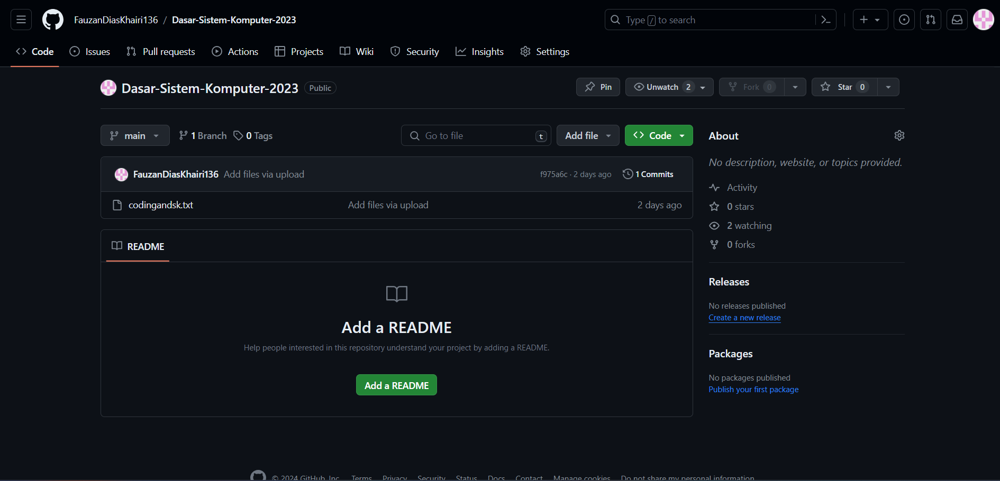 FauzanDiasKhairi136 / Dasar-Sistem-Komputer-2023
Type / to search
Code Issues Pull requests Actions Projects Wiki Security Insights Settings
Dasar-Sistem-Komputer-2023 Public
Pin Unwatch 2 Fork 0 Star 0
main 1 Branch 0 Tags Go to file t Add file Code
FauzanDiasKhairi136 Add files via upload f975a6c · 2 days ago 1 Commits
codingandsk.txt Add files via upload 2 days ago
README
Add a README
Help people interested in this repository understand your project by adding a README.
Add a README
About
No description, website, or topics provided.
Activity
0 stars
2 watching
0 forks
Releases
No releases published
Create a new release
Packages
No packages published
Publish your first package
© 2024 GitHub, Inc. Terms Privacy Security Status Docs Contact Manage cookies Do not share my personal information